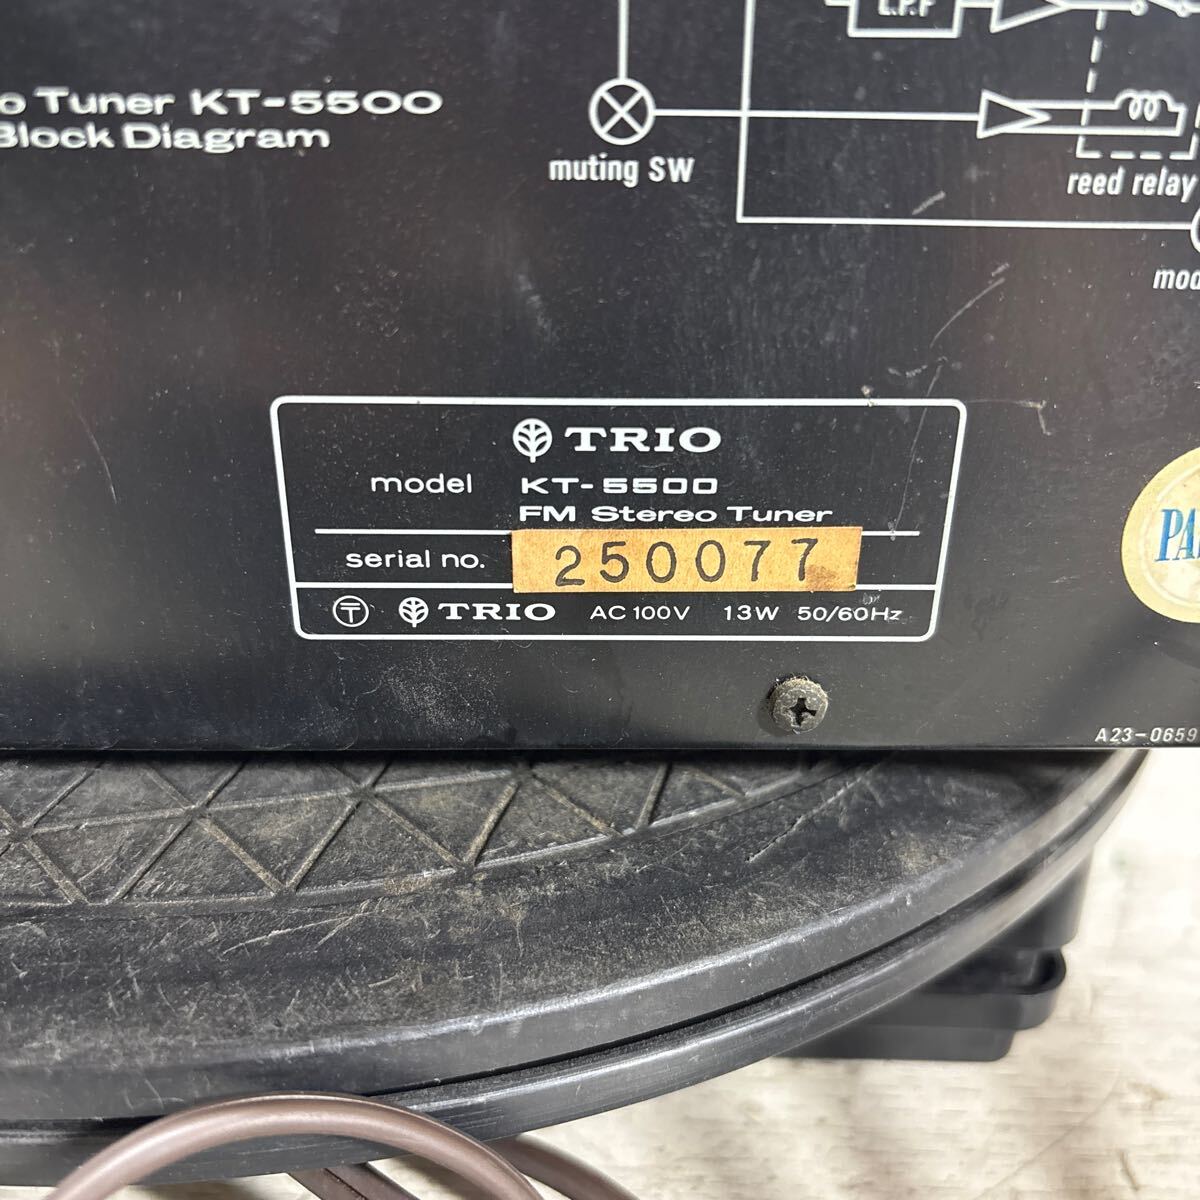 L.P.F
o Tuner KT-5500
Block Diagram
muting SW
reed relay
TRIO
model KT-5500
FM Stereo Tuner
serial no. 250077
〒 TRIO AC 100V 13W 50/60Hz
A23-0659